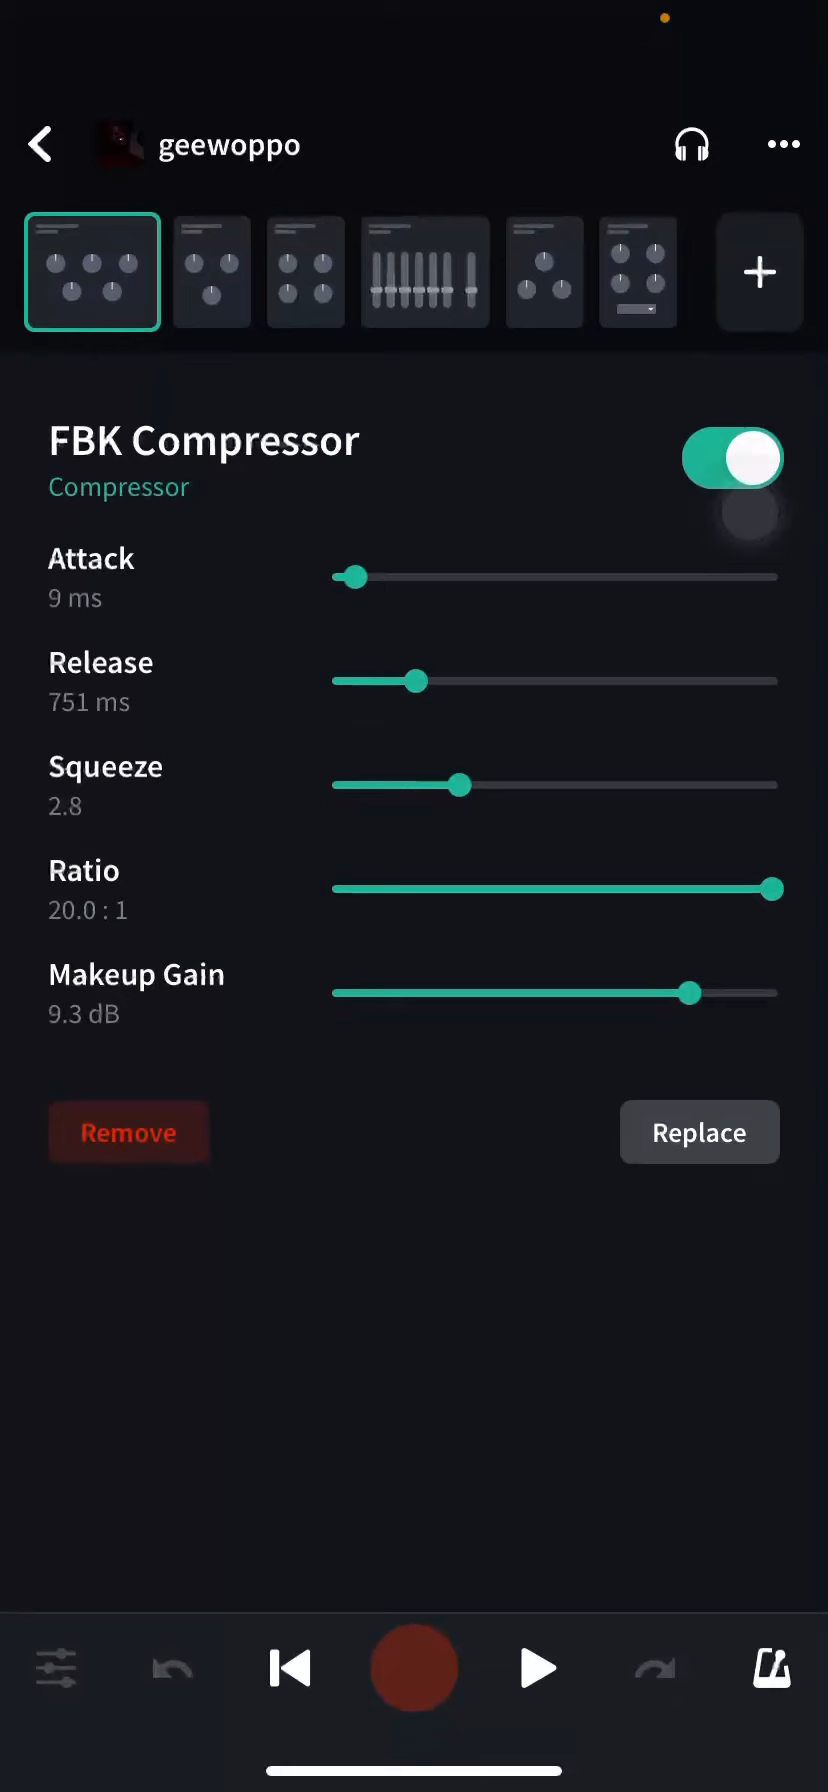 geewoppo
FBK Compressor
Compressor
Attack
9 ms
Release
751 ms
Squeeze
2.8
Ratio
20.0 : 1
Makeup Gain
9.3 dB
Remove
Replace